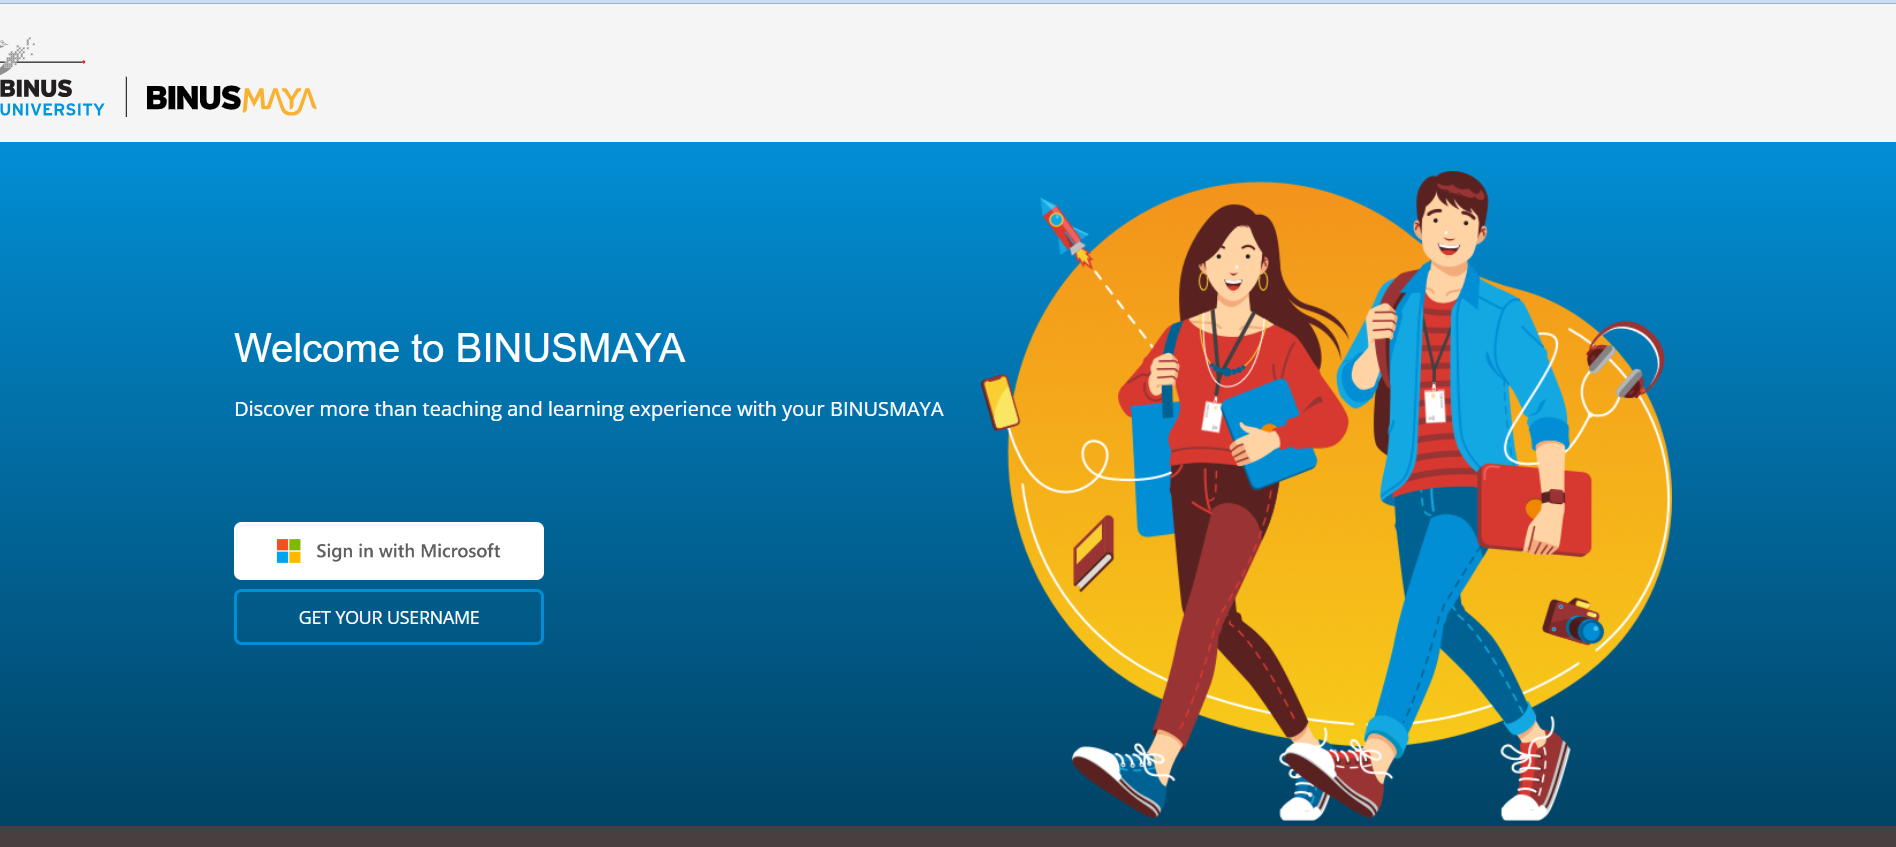 BINUS
UNIVERSITY
BINUSMAYA
Welcome to BINUSMAYA
Discover more than teaching and learning experience with your BINUSMAYA
Sign in with Microsoft
GET YOUR USERNAME